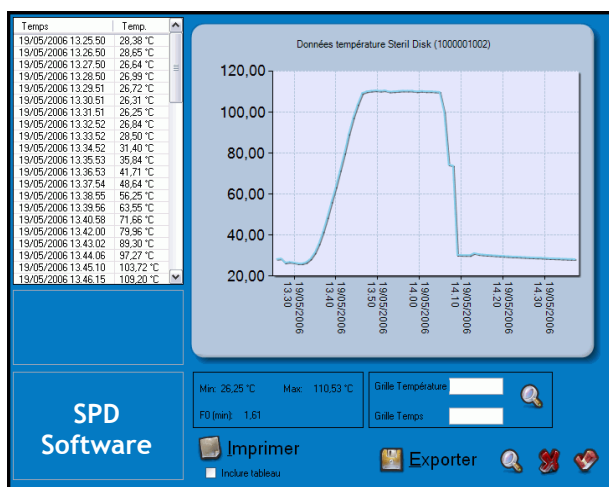 Temps Temp.
19/05/2006 13.25.50 28,38 °C
19/05/2006 13.26.50 28,65 °C
19/05/2006 13.27.50 26,64 °C
19/05/2006 13.28.50 26,99 °C
19/05/2006 13.29.51 26,72 °C
19/05/2006 13.30.51 26,31 °C
19/05/2006 13.31.51 26,25 °C
19/05/2006 13.32.52 26,84 °C
19/05/2006 13.33.52 28,50 °C
19/05/2006 13.34.52 31,40 °C
19/05/2006 13.35.53 35,84 °C
19/05/2006 13.36.53 41,71 °C
19/05/2006 13.37.54 48,64 °C
19/05/2006 13.38.55 56,25 °C
19/05/2006 13.39.56 63,55 °C
19/05/2006 13.40.58 71,66 °C
19/05/2006 13.42.00 79,96 °C
19/05/2006 13.43.02 89,30 °C
19/05/2006 13.44.06 97,27 °C
19/05/2006 13.45.10 103,72 °C
19/05/2006 13.46.15 109,20 °C
Données température Steril Disk (1000001002)
120,00
100,00
80,00
60,00
40,00
20,00
19/05/2006
13.30
19/05/2006
13.40
19/05/2006
13.50
19/05/2006
14.00
19/05/2006
14.10
19/05/2006
14.20
19/05/2006
14.30
SPD
Software
Min: 26,25 °C Max: 110,53 °C
F0 (min): 1,61
Grille Température
Grille Temps
Imprimer
Inclure tableau
Exporter